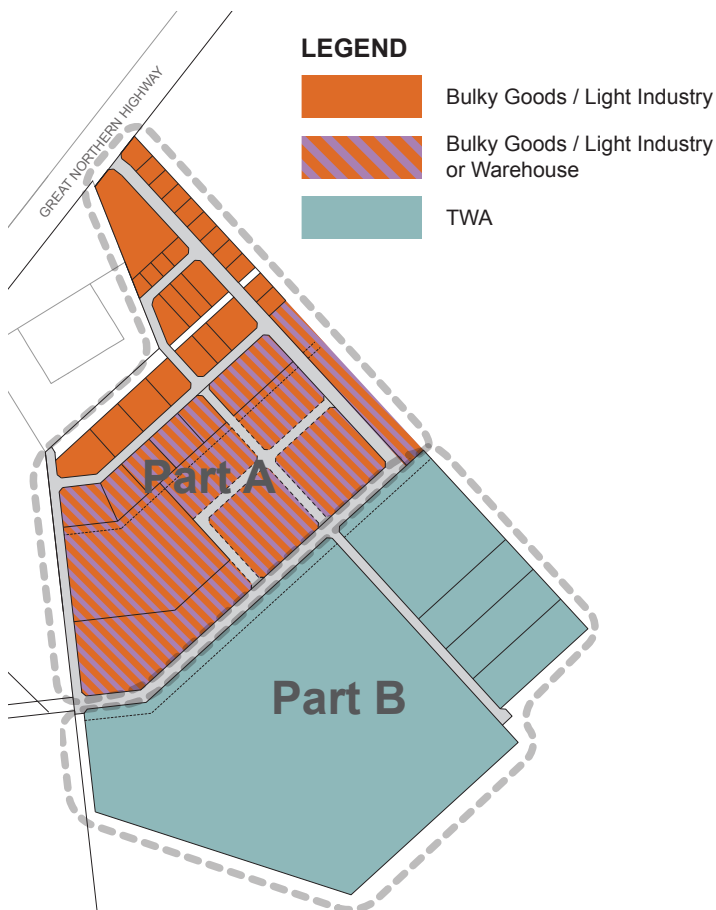 LEGEND
Bulky Goods / Light Industry
Bulky Goods / Light Industry
or Warehouse
TWA
GREAT NORTHERN HIGHWAY
Part A
Part B